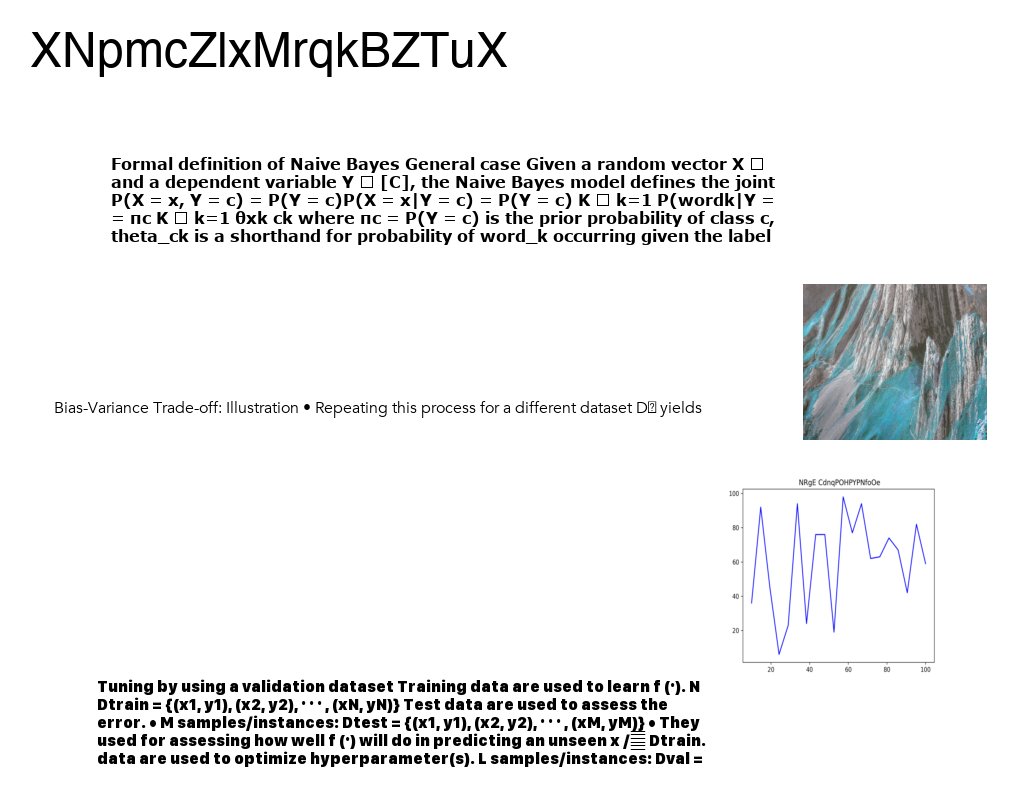 XNpmcZlxMrqkBZTuX
Formal definition of Naive Bayes General case Given a random vector X □
and a dependent variable Y □ [C], the Naive Bayes model defines the joint
P(X = x, Y = c) = P(Y = c)P(X = x|Y = c) = P(Y = c) K □ k=1 P(wordk|Y =
= πc K □ k=1 θxk ck where πc = P(Y = c) is the prior probability of class c,
theta_ck is a shorthand for probability of word_k occurring given the label
Bias-Variance Trade-off: Illustration • Repeating this process for a different dataset D yields
NRgE CdnqPOHPYPNfoOe
100
80
60
40
20
20 40 60 80 100
Tuning by using a validation dataset Training data are used to learn f (·). N
Dtrain = {(x1, y1), (x2, y2), · · · , (xN, yN)} Test data are used to assess the
error. • M samples/instances: Dtest = {(x1, y1), (x2, y2), · · · , (xM, yM)} • They
used for assessing how well f (·) will do in predicting an unseen x / Dtrain.
data are used to optimize hyperparameter(s). L samples/instances: Dval =